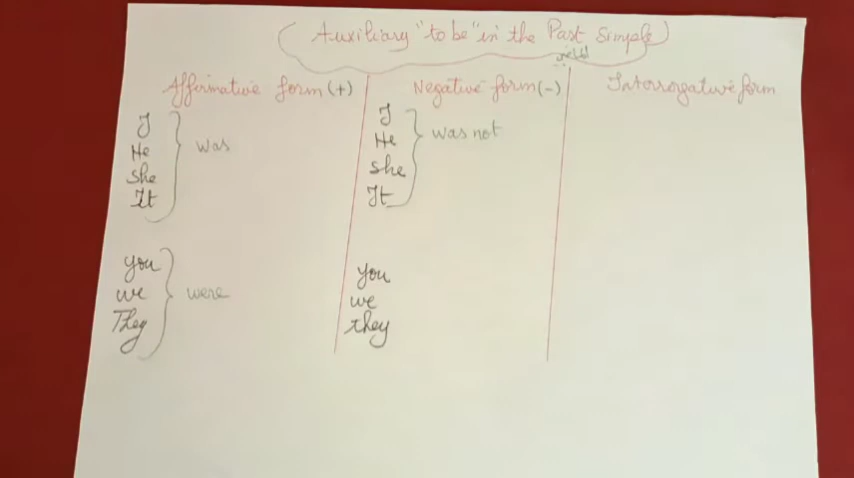 Auxiliary "to be" in the Past Simple
Affirmative form (+)
I
He
she
It
was
you
we
They
were
Negative form (-)
I
He
she
It
was not
you
we
they
Interrogative form